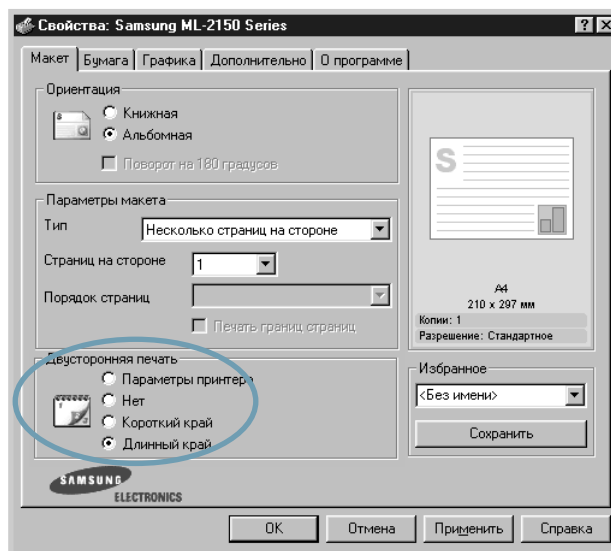 Свойства: Samsung ML-2150 Series
Макет Бумага Графика Дополнительно О программе
Ориентация
Книжная
Альбомная
Поворот на 180 градусов
Параметры макета
Тип Несколько страниц на стороне
Страниц на стороне 1
Порядок страниц
Печать границ страниц
Двусторонняя печать
Параметры принтера
Нет
Короткий край
Длинный край
S
S
A4
210 x 297 мм
Копии: 1
Разрешение: Стандартное
Избранное
<Без имени>
Сохранить
SAMSUNG
ELECTRONICS
OK Отмена Применить Справка